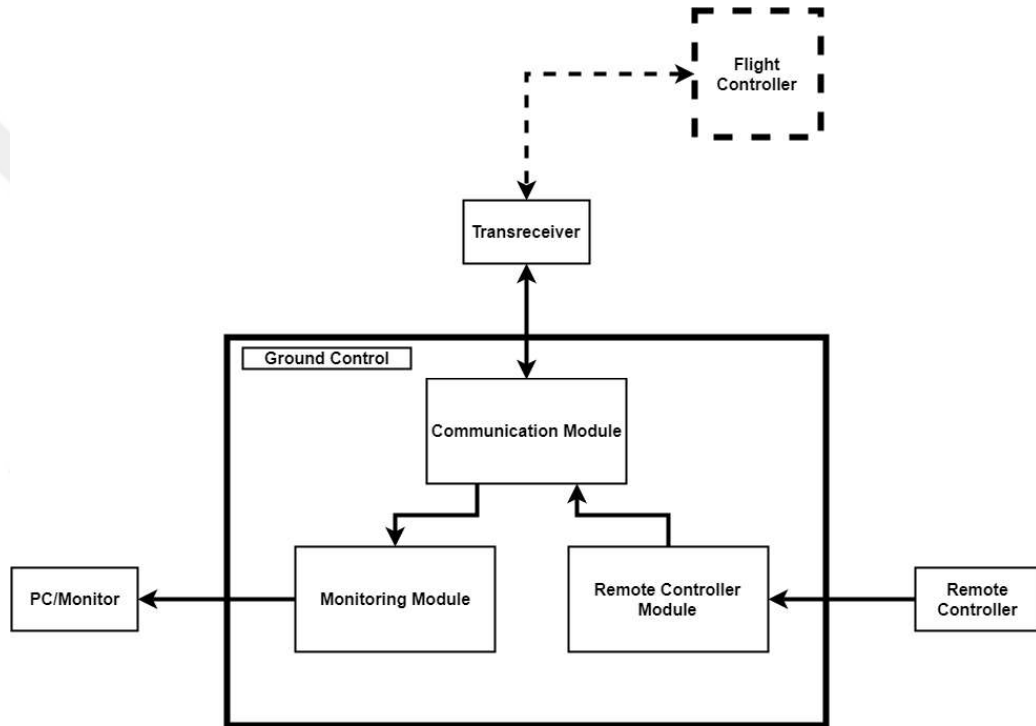 Flight
Controller
Transreceiver
Ground Control
Communication Module
PC/Monitor
Monitoring Module
Remote Controller
Module
Remote
Controller